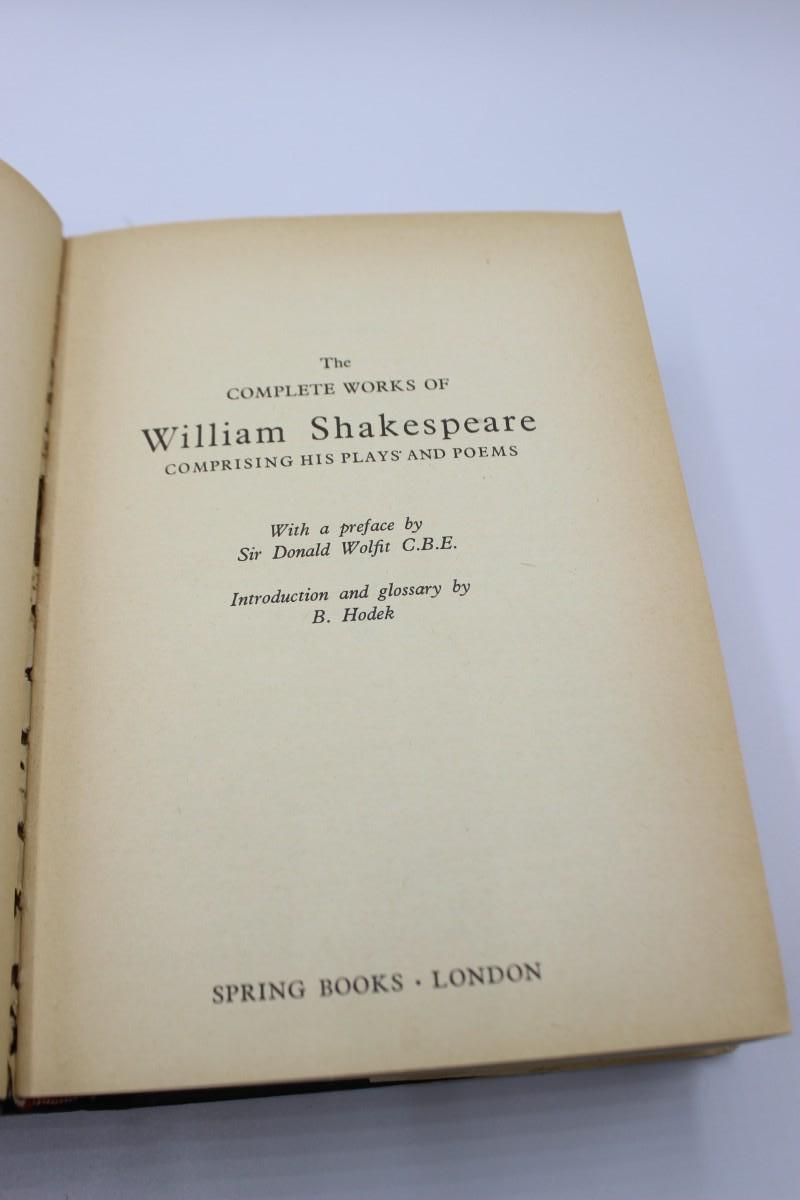 The
COMPLETE WORKS OF
William Shakespeare
COMPRISING HIS PLAYS AND POEMS
With a preface by
Sir Donald Wolfit C.B.E.
Introduction and glossary by
B. Hodek
SPRING BOOKS · LONDON